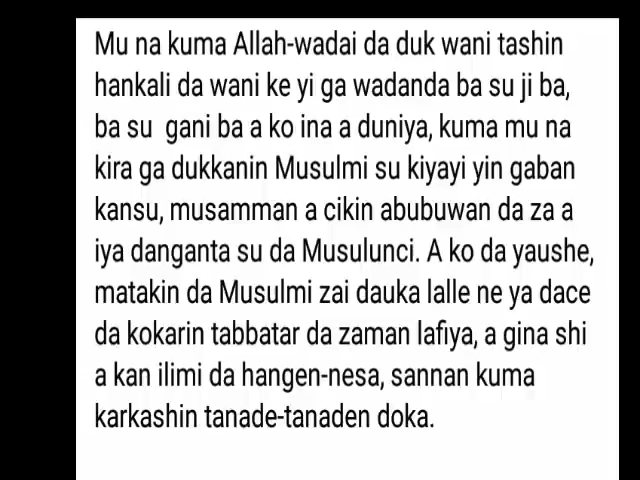 Mu na kuma Allah-wadai da duk wani tashin
hankali da wani ke yi ga wadanda ba su ji ba,
ba su gani ba a ko ina a duniya, kuma mu na
kira ga dukkanin Musulmi su kiyayi yin gaban
kansu, musamman a cikin abubuwan da za a
iya danganta su da Musulunci. A ko da yaushe,
matakin da Musulmi zai dauka lalle ne ya dace
da kokarin tabbatar da zaman lafiya, a gina shi
a kan ilimi da hangen-nesa, sannan kuma
karkashin tanade-tanaden doka.